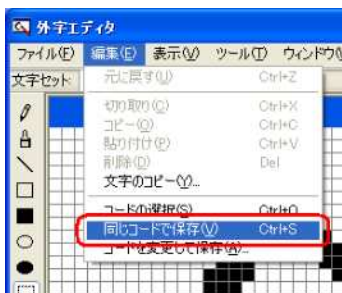 外字エディタ
ファイル(F) 編集(E) 表示(V) ツール(T) ウィンドウ(
文字セット:
元に戻す(U) Ctrl+Z
切り取り(C) Ctrl+X
コピー(O) Ctrl+C
貼り付け(P) Ctrl+V
削除(D) Del
文字のコピー(Y)...
コードの選択(S) Ctrl+O
同じコードで保存(V) Ctrl+S
コードを変更して保存(A)...